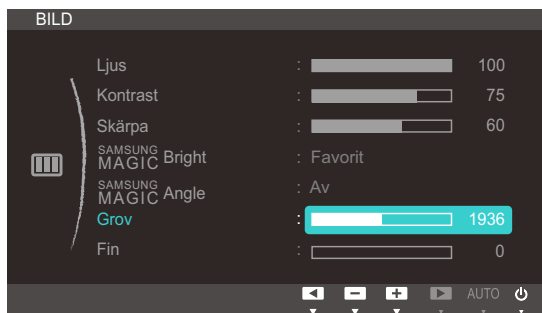 BILD
Ljus : 100
Kontrast : 75
Skärpa : 60
SAMSUNG MAGIC Bright : Favorit
SAMSUNG MAGIC Angle : Av
Grov : 1936
Fin : 0
AUTO